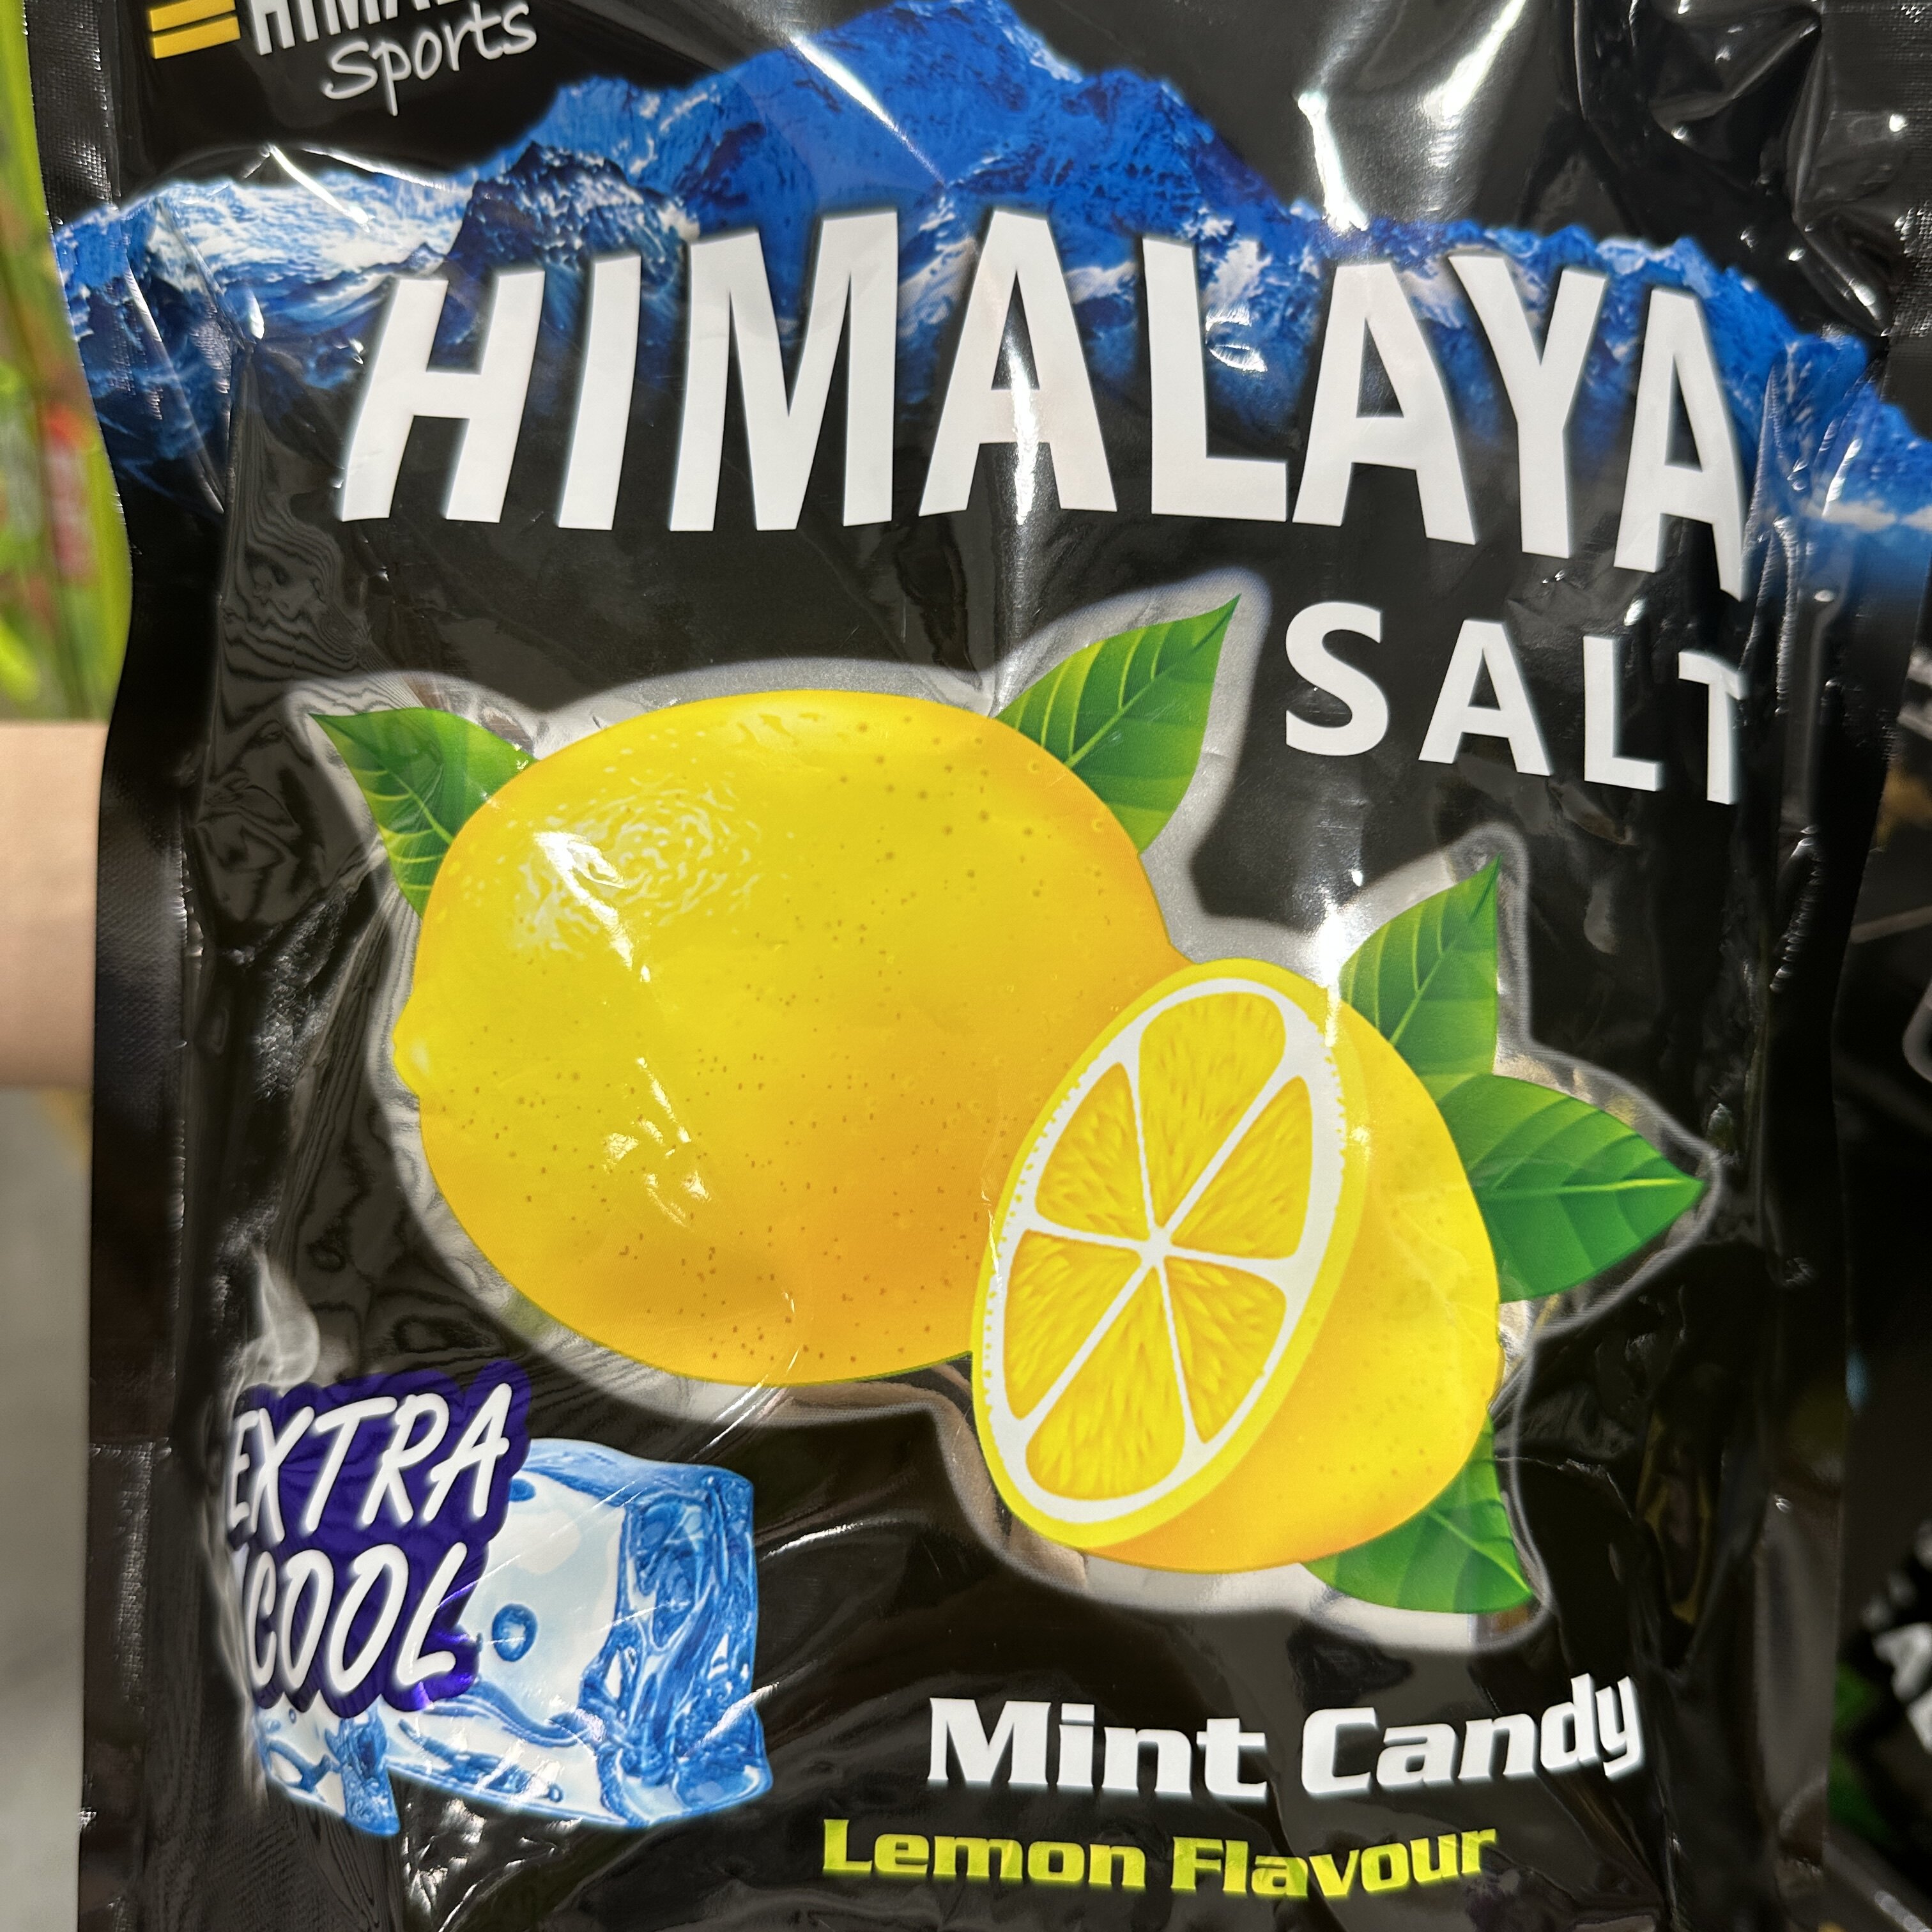 Sports
HIMALAYA
SALT
EXTRA
COOL
Mint Candy
Lemon Flavour